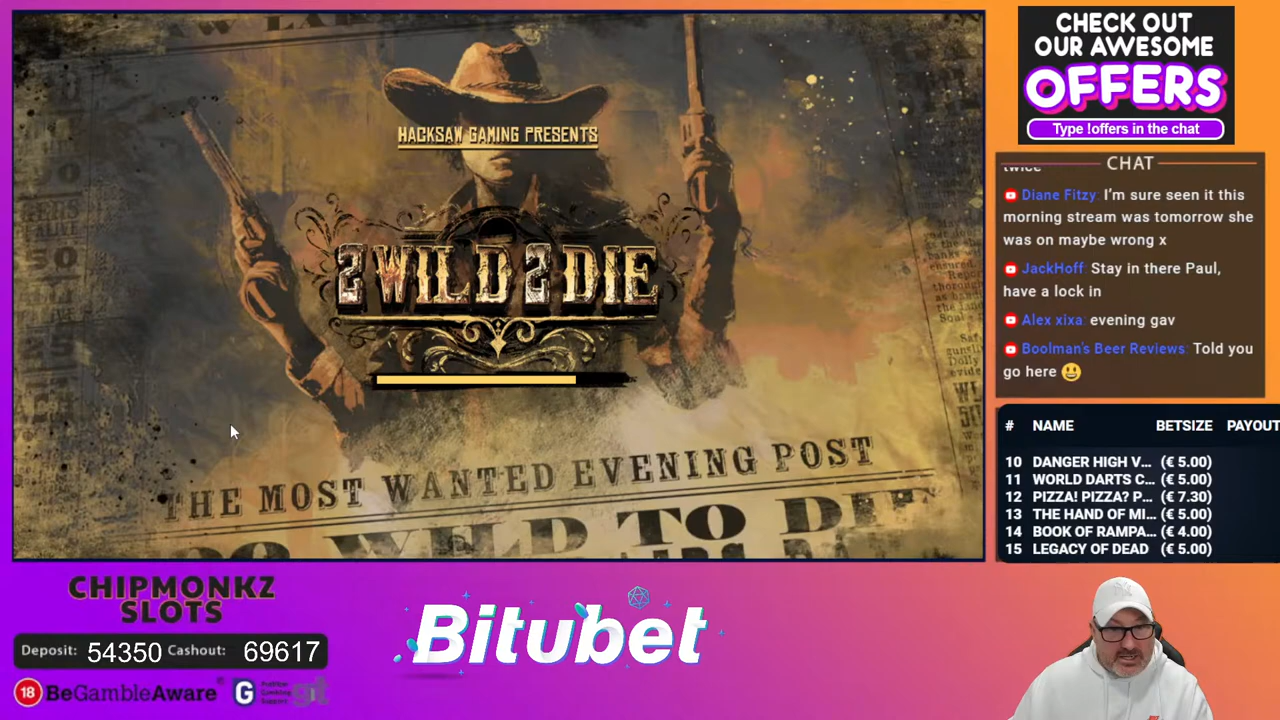 HACKSAW GAMING PRESENTS
2 WILD 2 DIE
THE MOST WANTED EVENING POST
WILD TO DIE
CHECK OUT
OUR AWESOME
OFFERS
Type !offers in the chat
CHAT
twice
Diane Fitzy: I'm sure seen it this
morning stream was tomorrow she
was on maybe wrong x
JackHoff: Stay in there Paul,
have a lock in
Alex xixa: evening gav
Boolman's Beer Reviews: Told you
go here 😃
# NAME BETSIZE PAYOUT
10 DANGER HIGH V... (€ 5.00)
11 WORLD DARTS C... (€ 5.00)
12 PIZZA! PIZZA? P... (€ 7.30)
13 THE HAND OF MI... (€ 5.00)
14 BOOK OF RAMPA... (€ 4.00)
15 LEGACY OF DEAD (€ 5.00)
CHIPMONKZ
SLOTS
Deposit: 54350 Cashout: 69617
18 BeGambleAware
Bitubet